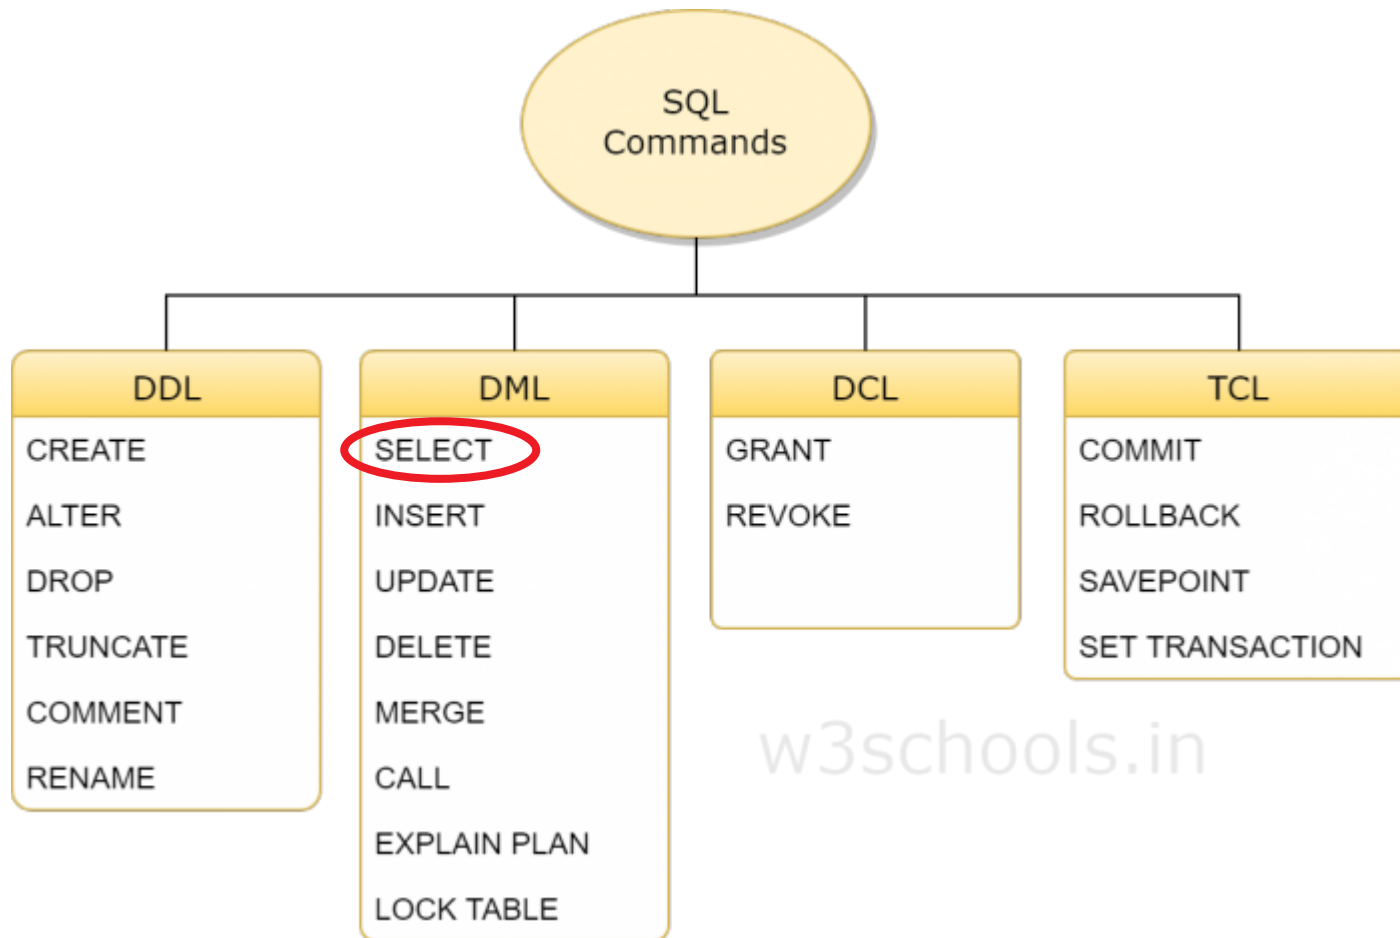 SQL
Commands
DDL
CREATE
ALTER
DROP
TRUNCATE
COMMENT
RENAME
DML
SELECT
INSERT
UPDATE
DELETE
MERGE
CALL
EXPLAIN PLAN
LOCK TABLE
DCL
GRANT
REVOKE
TCL
COMMIT
ROLLBACK
SAVEPOINT
SET TRANSACTION
w3schools.in